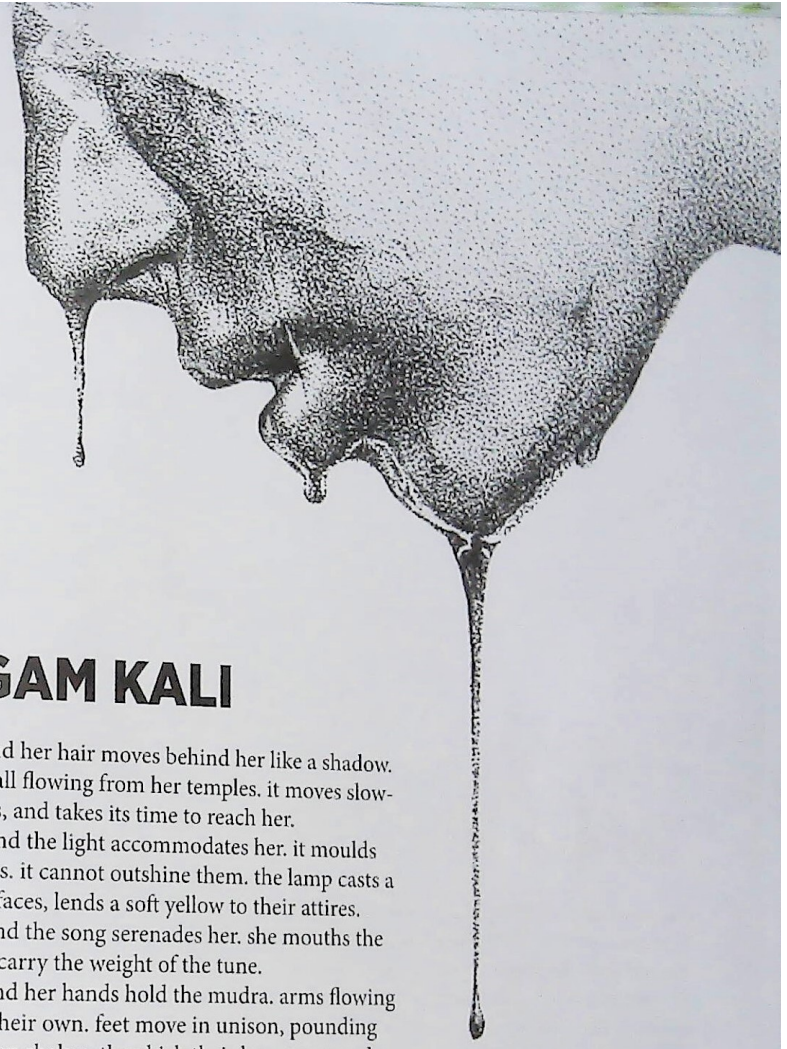 GAM KALI
d her hair moves behind her like a shadow.
all flowing from her temples. it moves slow-
s, and takes its time to reach her.
nd the light accommodates her. it moulds
s. it cannot outshine them. the lamp casts a
faces, lends a soft yellow to their attires.
nd the song serenades her. she mouths the
carry the weight of the tune.
nd her hands hold the mudra. arms flowing
heir own. feet move in unison, pounding